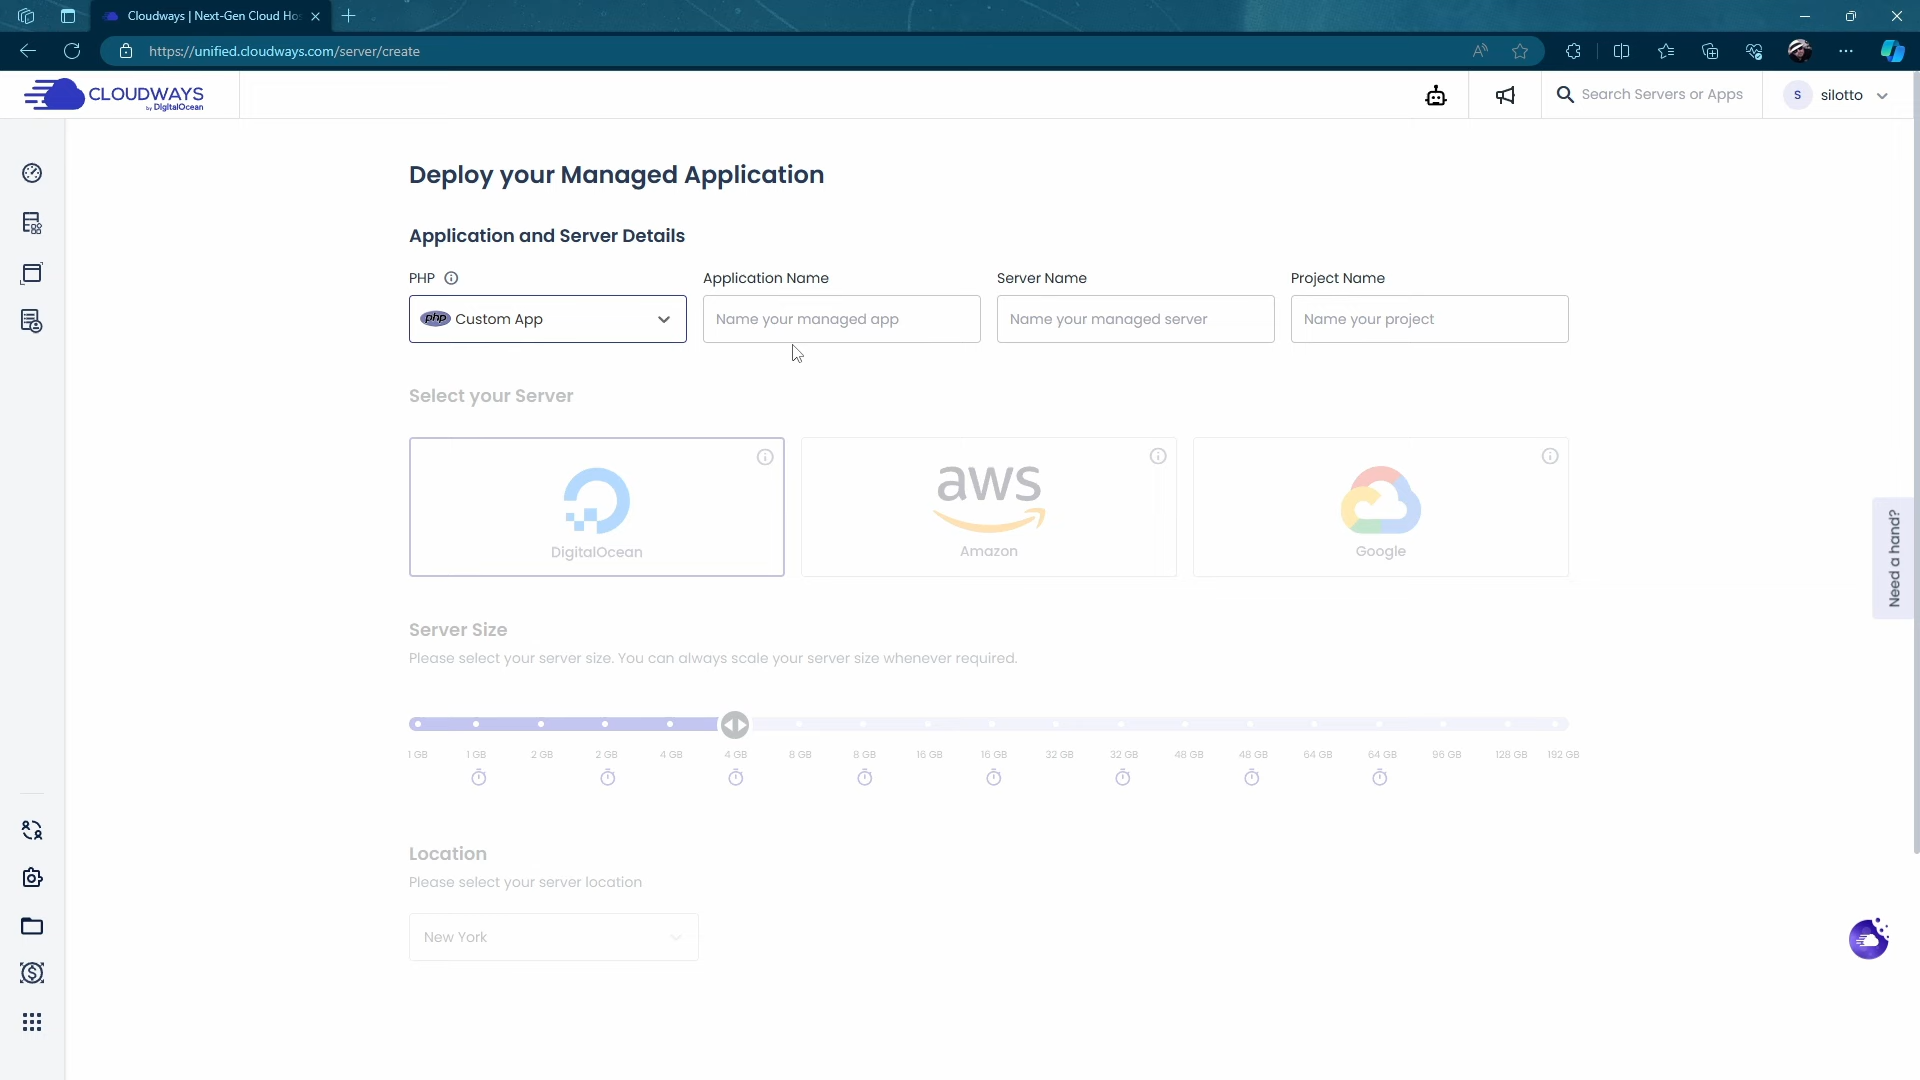 Cloudways | Next-Gen Cloud Ho
https://unified.cloudways.com/server/create
CLOUDWAYS
by DigitalOcean
Search Servers or Apps
S
silotto
Deploy your Managed Application
Application and Server Details
PHP
Application Name
Server Name
Project Name
php Custom App
Name your managed app
Name your managed server
Name your project
Select your Server
aws
DigitalOcean
Amazon
Google
Need a hand?
Server Size
Please select your server size. You can always scale your server size whenever required.
1 GB 1 GB 2 GB 2 GB 4 GB 4 GB 8 GB 8 GB 16 GB 16 GB 32 GB 32 GB 48 GB 48 GB 64 GB 64 GB 96 GB 128 GB 192 GB
Location
Please select your server location
New York